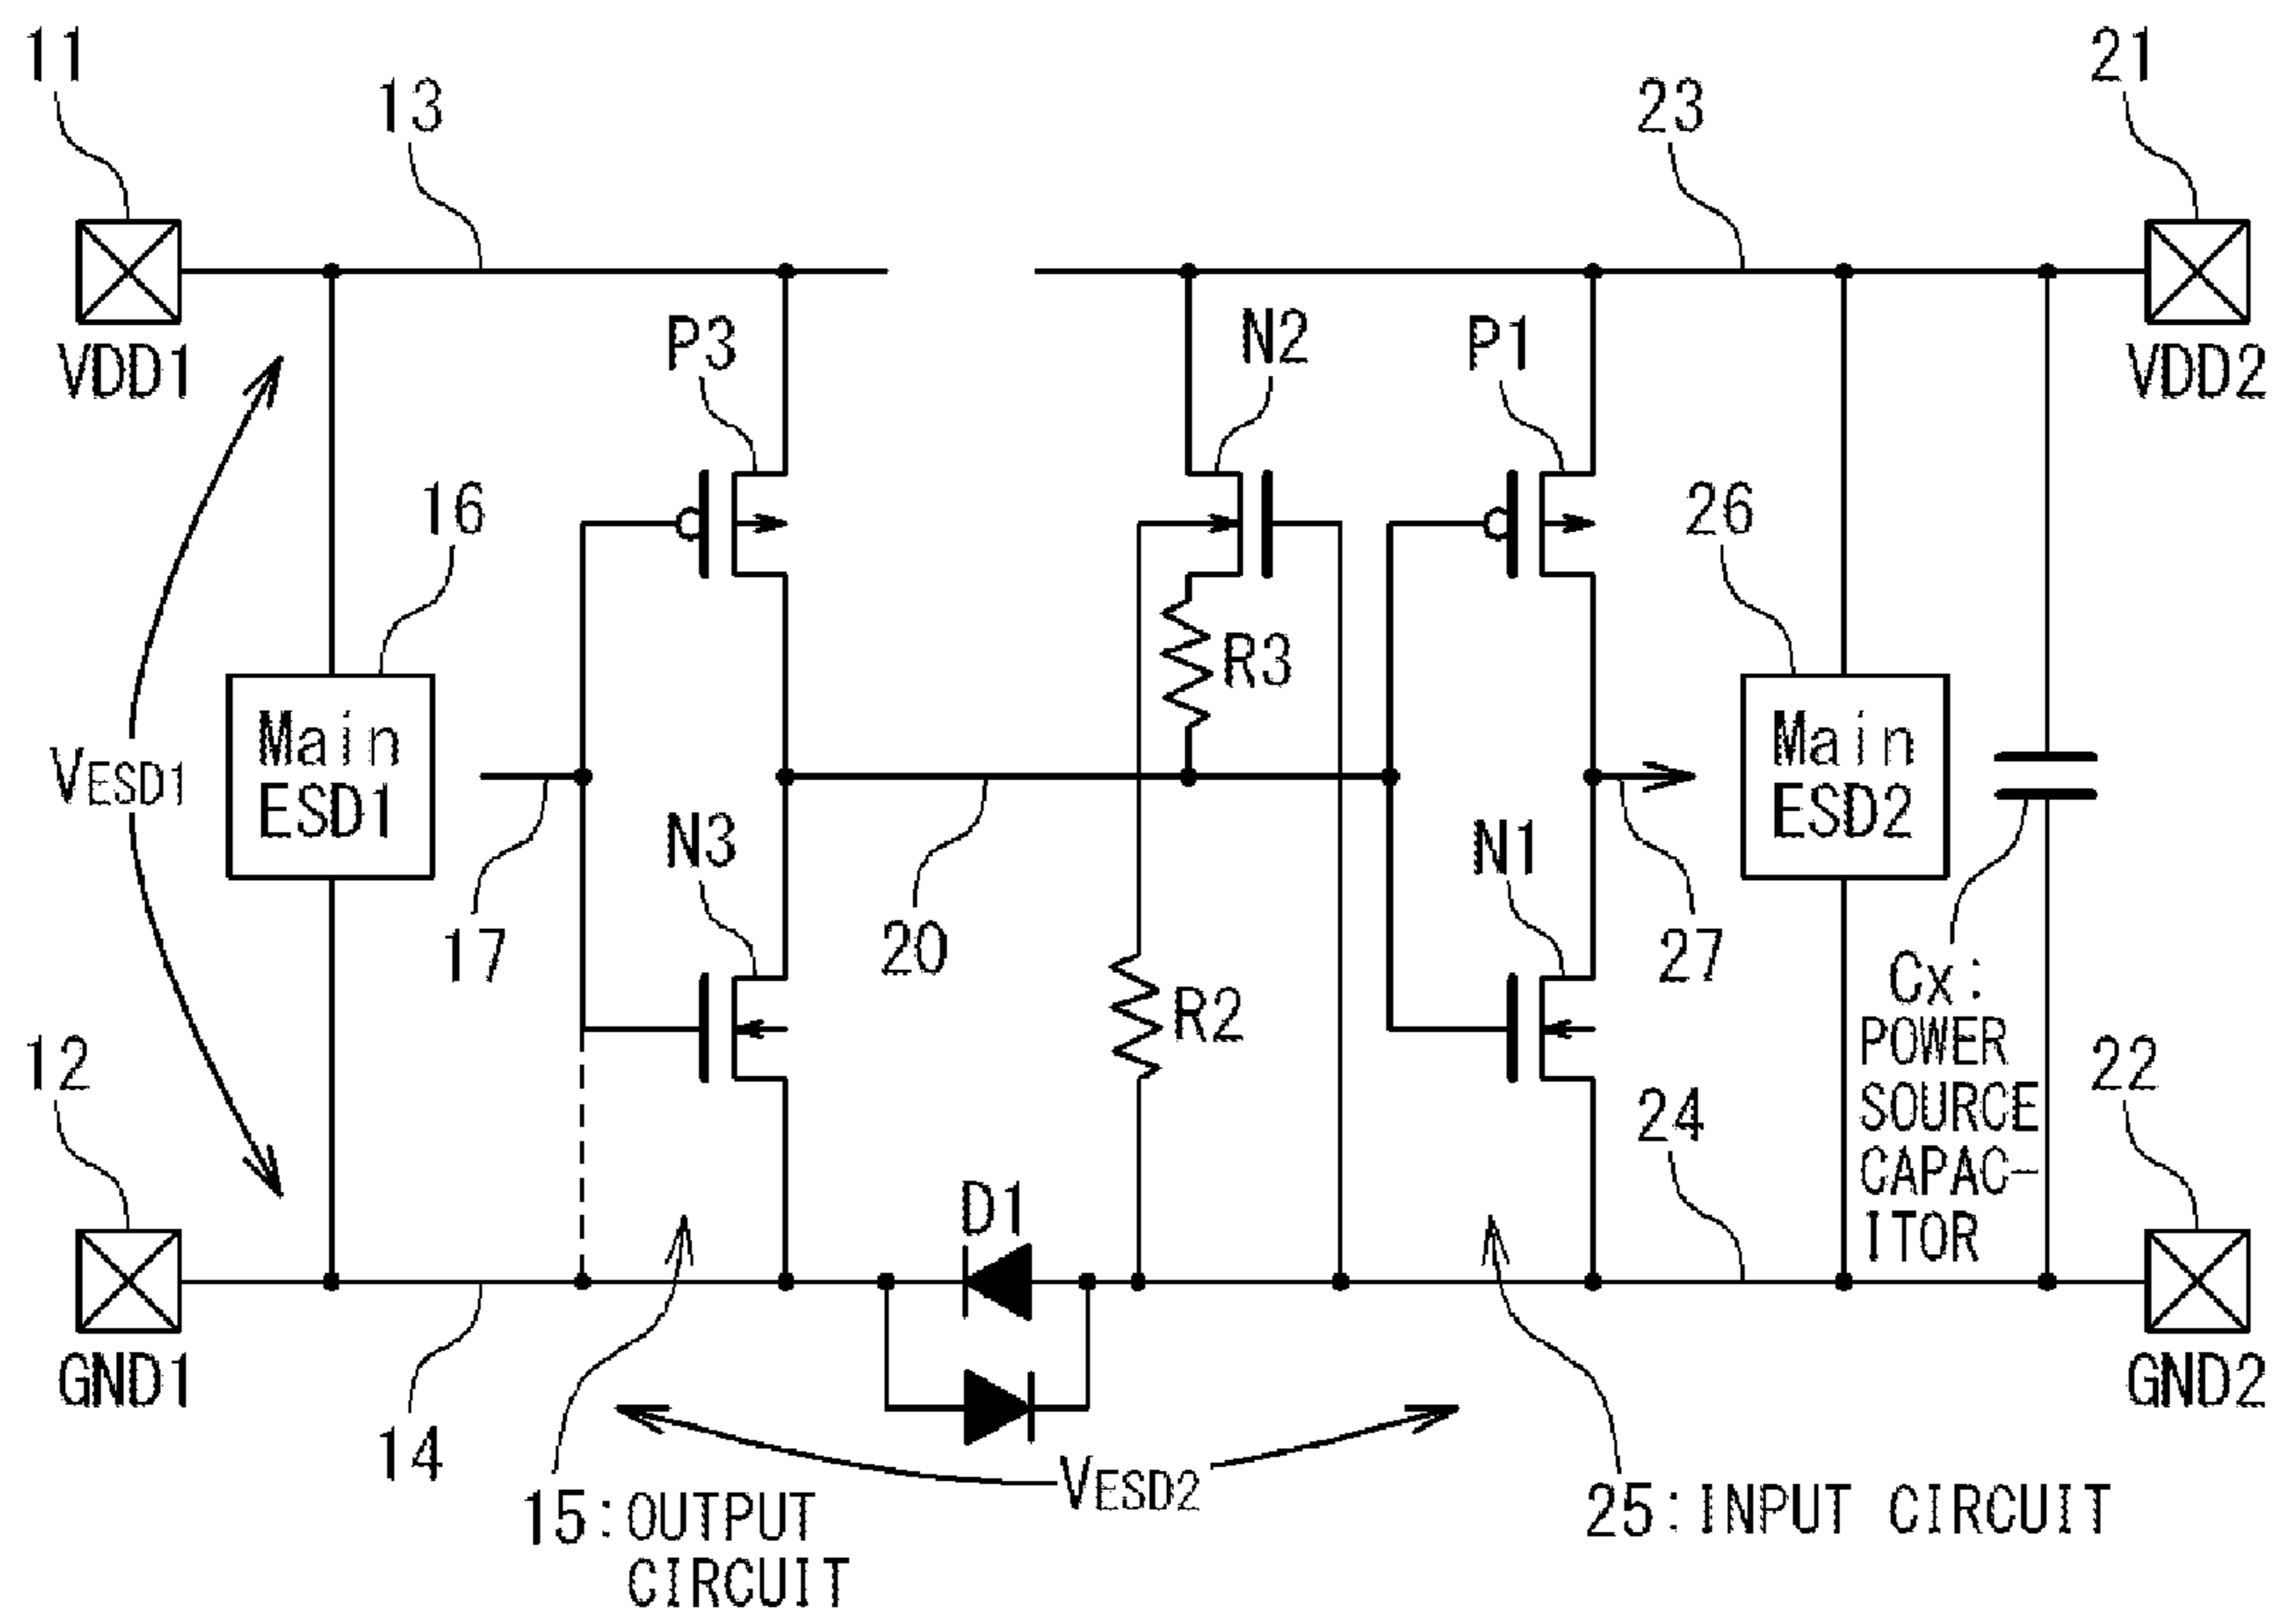 11
13
23
21
VDD1
P3
N2
P1
VDD2
16
26
R3
Main
ESD1
VESD1
Main
ESD2
N3
N1
17
20
27
R2
Cx:
POWER
SOURCE
CAPAC-
ITOR
12
24
22
D1
GND1
GND2
14
VESD2
15:OUTPUT
CIRCUIT
25:INPUT CIRCUIT